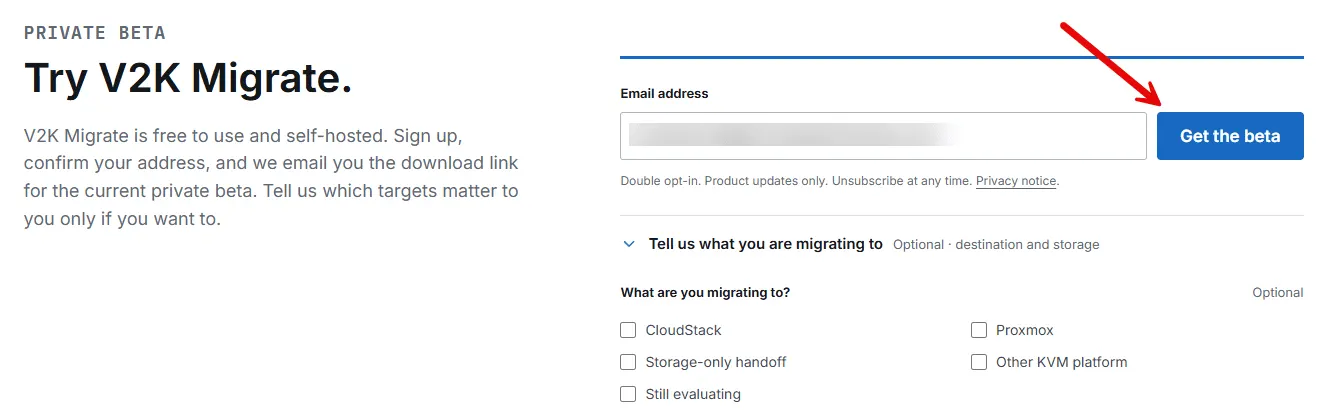 PRIVATE BETA
Try V2K Migrate.
V2K Migrate is free to use and self-hosted. Sign up,
confirm your address, and we email you the download link
for the current private beta. Tell us which targets matter to
you only if you want to.
Email address
Get the beta
Double opt-in. Product updates only. Unsubscribe at any time. Privacy notice.
Tell us what you are migrating to Optional · destination and storage
What are you migrating to? Optional
CloudStack
Proxmox
Storage-only handoff
Other KVM platform
Still evaluating